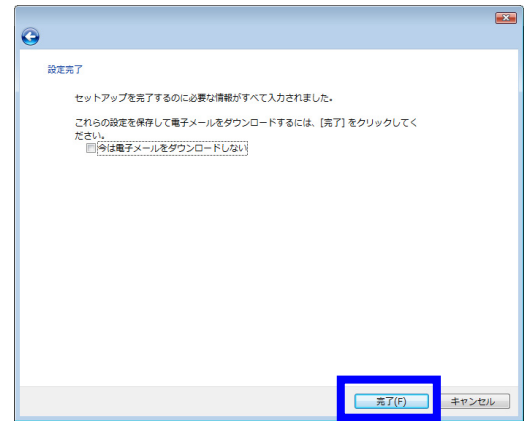 設定完了
セットアップを完了するのに必要な情報がすべて入力されました。
これらの設定を保存して電子メールをダウンロードするには、[完了] をクリックしてく
ださい。
今は電子メールをダウンロードしない
完了(F)
キャンセル